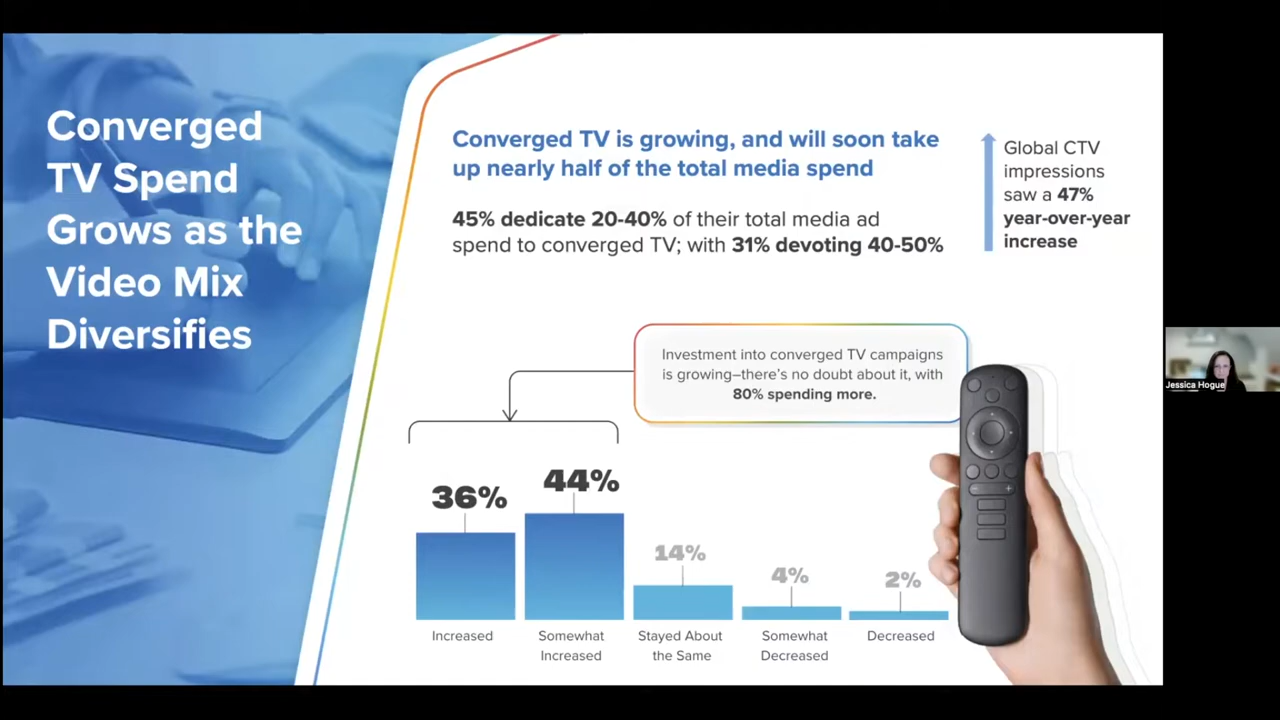 Converged
TV Spend
Grows as the
Video Mix
Diversifies
Converged TV is growing, and will soon take
up nearly half of the total media spend
45% dedicate 20-40% of their total media ad
spend to converged TV; with 31% devoting 40-50%
Global CTV
impressions
saw a 47%
year-over-year
increase
Investment into converged TV campaigns
is growing–there's no doubt about it, with
80% spending more.
36%
44%
14%
4%
2%
Increased
Somewhat
Increased
Stayed About
the Same
Somewhat
Decreased
Decreased
Jessica Hogue